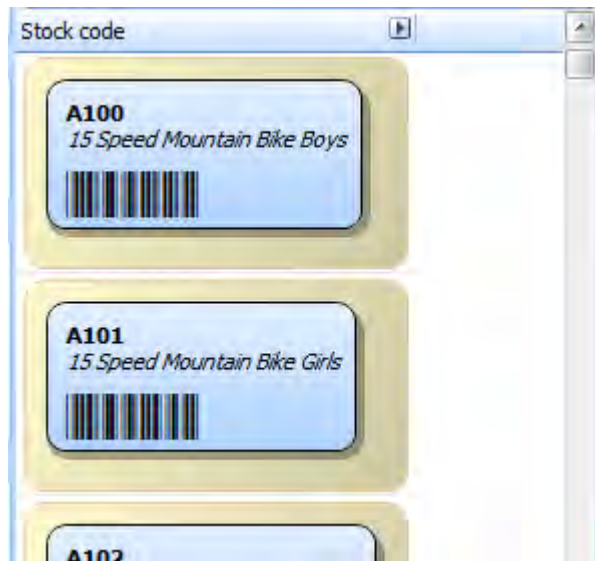 Stock code
A100
15 Speed Mountain Bike Boys
A101
15 Speed Mountain Bike Girls
A102